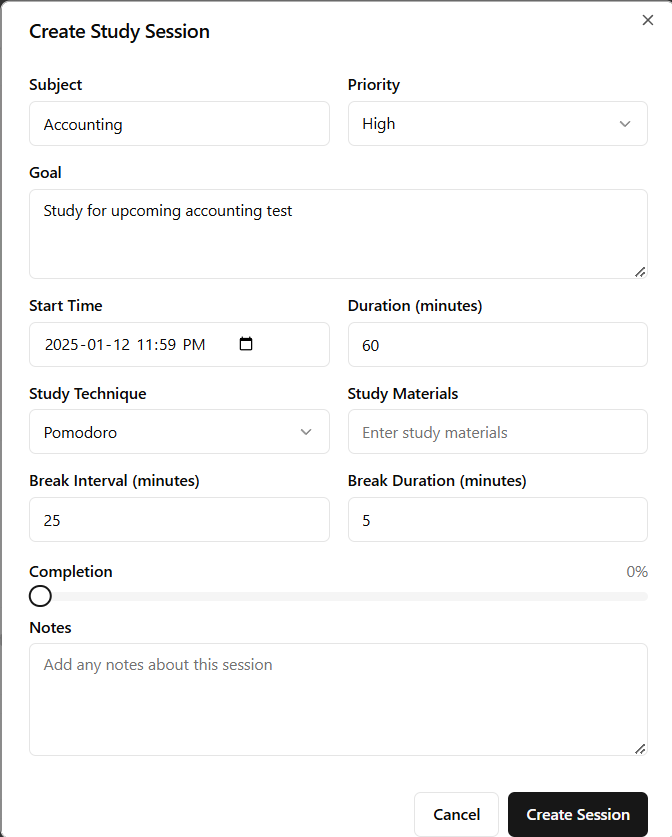 Create Study Session
Subject
Priority
Accounting
High
Goal
Study for upcoming accounting test
Start Time
Duration (minutes)
2025-01-12 11:59 PM
60
Study Technique
Study Materials
Pomodoro
Enter study materials
Break Interval (minutes)
Break Duration (minutes)
25
5
Completion
0%
Notes
Add any notes about this session
Cancel
Create Session